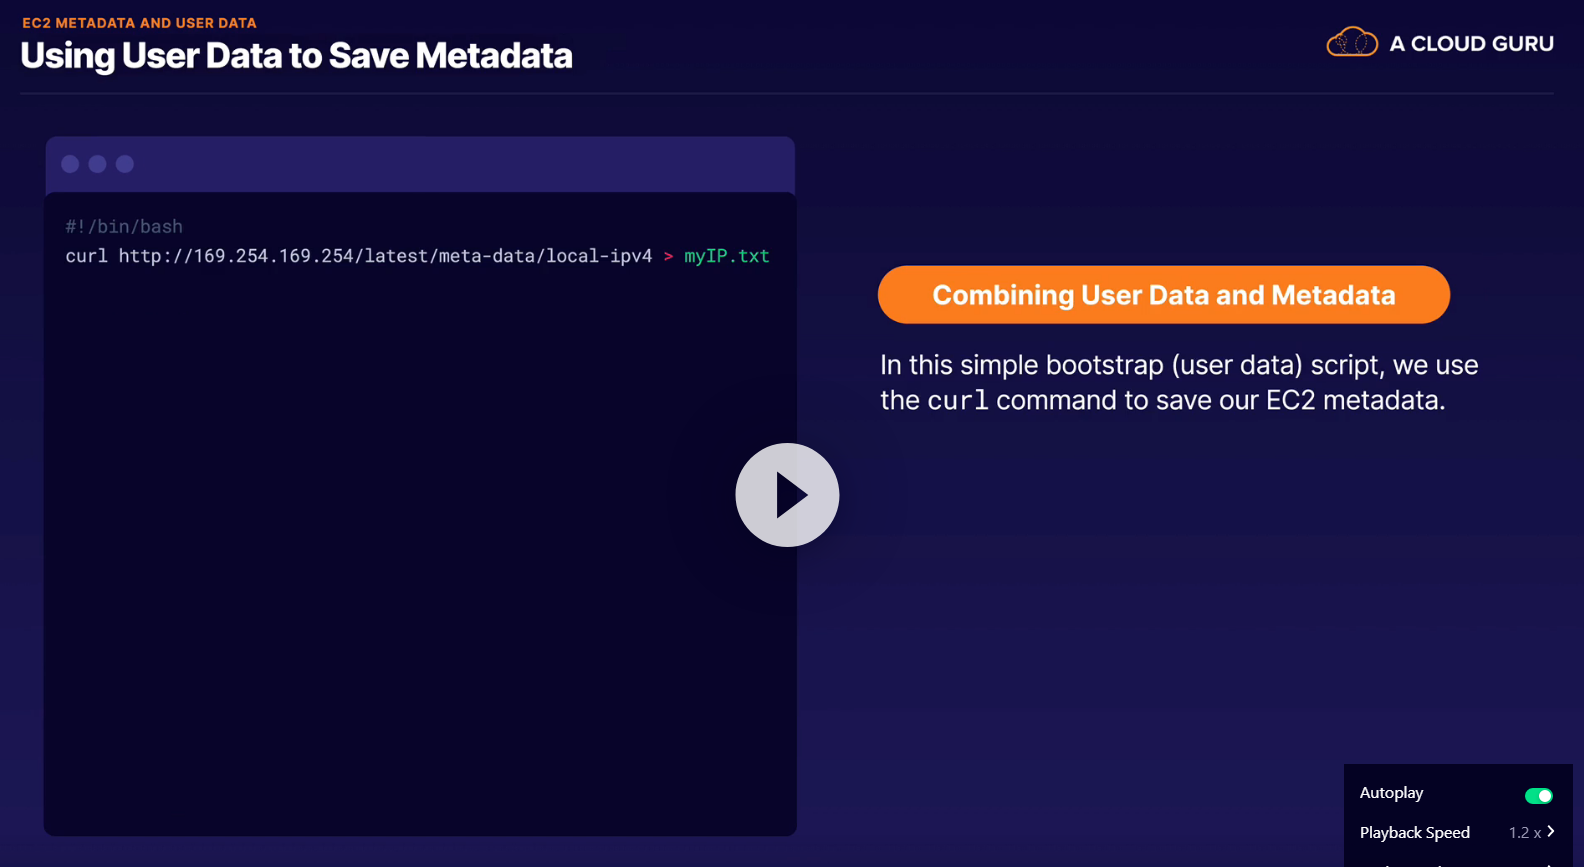 EC2 METADATA AND USER DATA
Using User Data to Save Metadata
A CLOUD GURU
#!/bin/bash
curl http://169.254.169.254/latest/meta-data/local-ipv4 > myIP.txt
Combining User Data and Metadata
In this simple bootstrap (user data) script, we use
the curl command to save our EC2 metadata.
Autoplay
Playback Speed 1.2 x